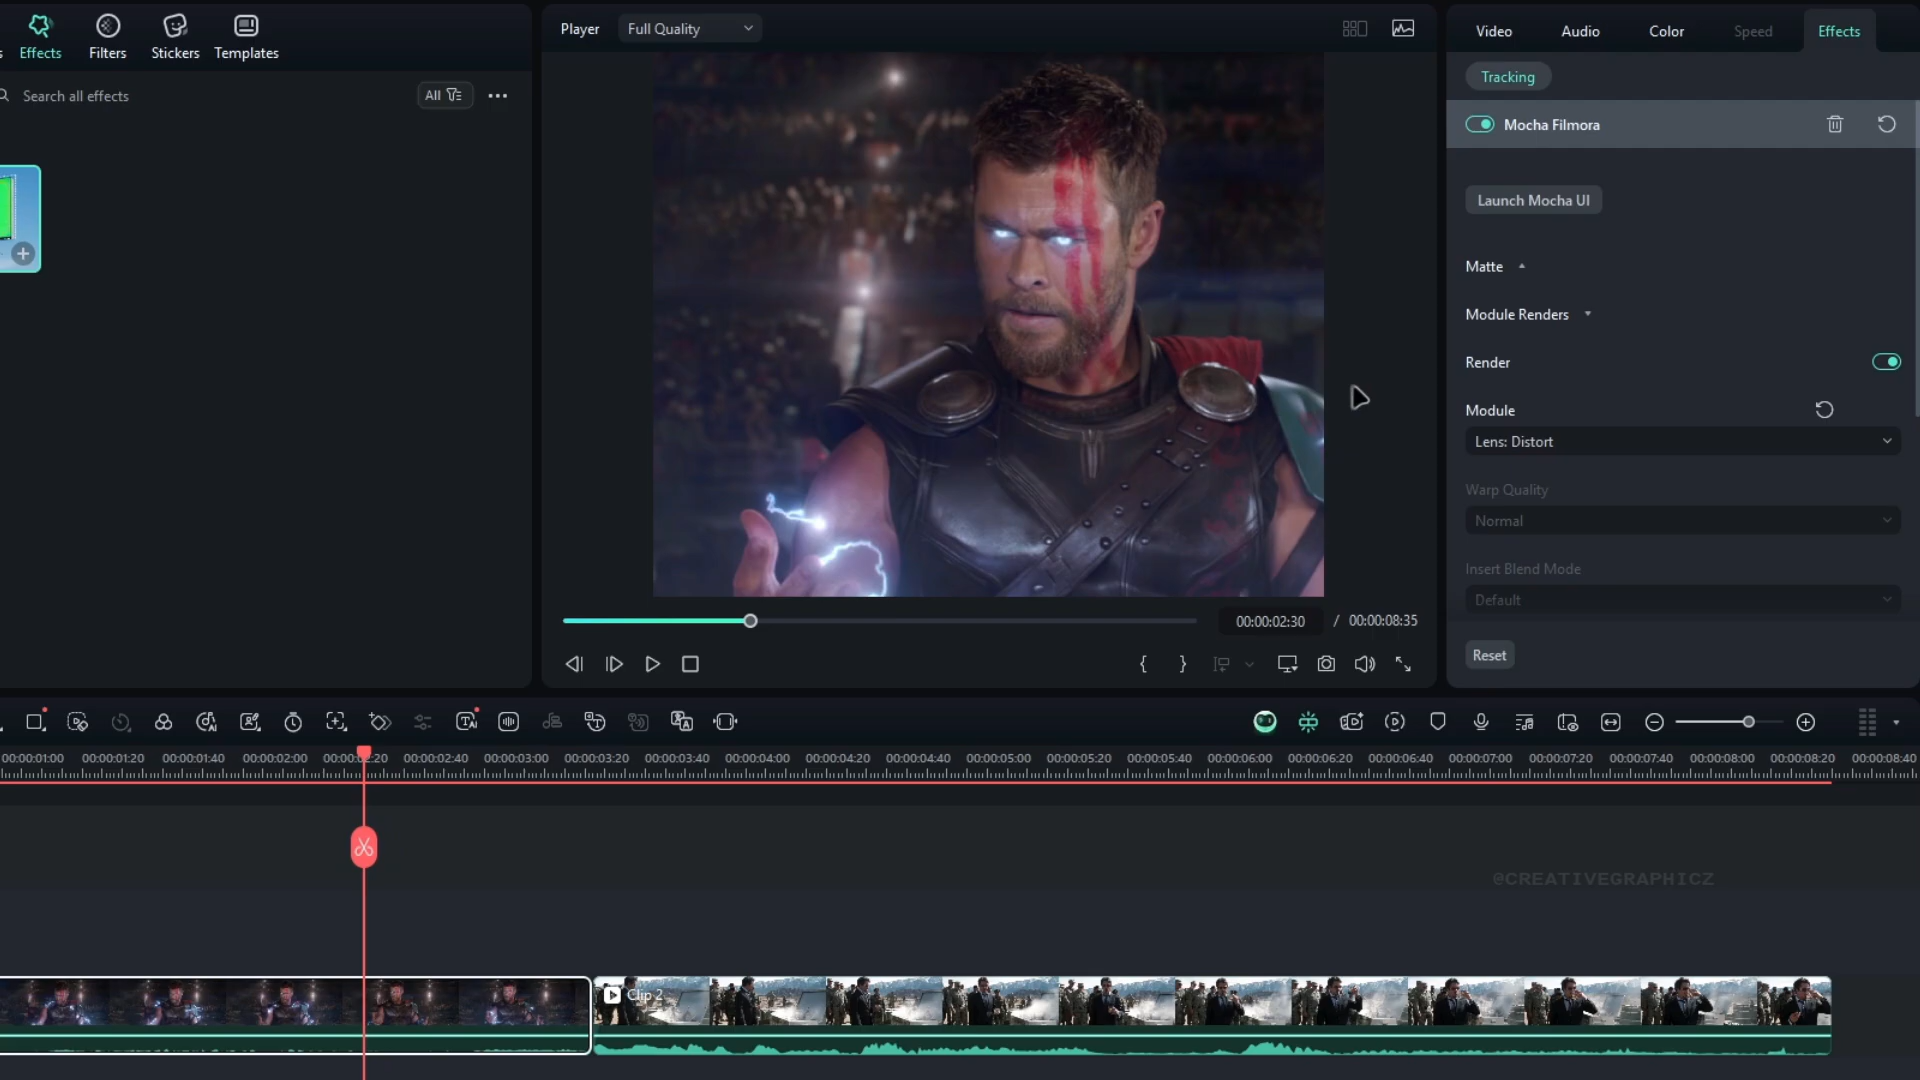 Effects Filters Stickers Templates
Search all effects
All
Player
Full Quality
00:00:02:30 / 00:00:08:35
Video Audio Color Speed Effects
Tracking
Mocha Filmora
Launch Mocha UI
Matte
Module Renders
Render
Module
Lens: Distort
Warp Quality
Normal
Insert Blend Mode
Default
Reset
00:00:01:00 00:00:01:20 00:00:01:40 00:00:02:00 00:00:02:40 00:00:03:00 00:00:03:20 00:00:03:40 00:00:04:00 00:00:04:20 00:00:04:40 00:00:05:00 00:00:05:20 00:00:05:40 00:00:06:00 00:00:06:20 00:00:06:40 00:00:07:00 00:00:07:20 00:00:07:40 00:00:08:00 00:00:08:20 00:00:08:40
@CREATIVEGRAPHICZ
Clip 2